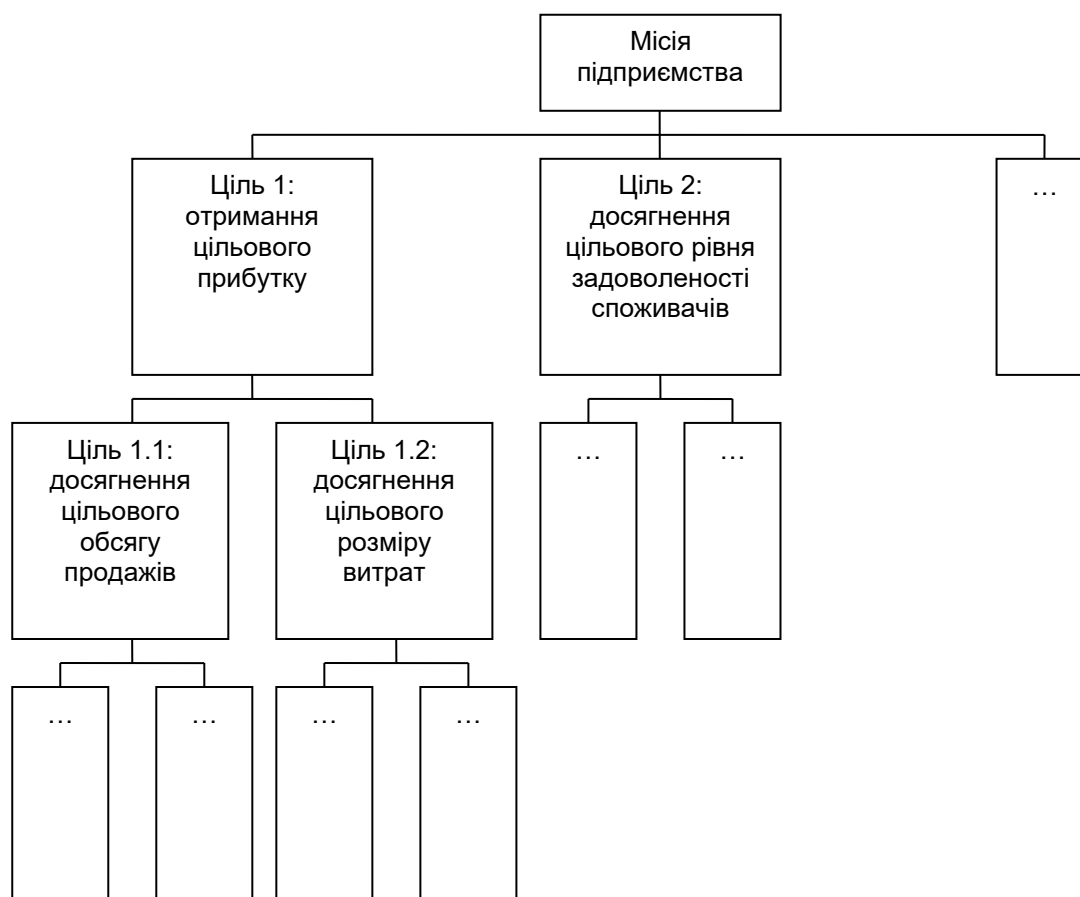 Місія
підприємства
Ціль 1:
отримання
цільового
прибутку
Ціль 2:
досягнення
цільового рівня
задоволеності
споживачів
…
Ціль 1.1:
досягнення
цільового
обсягу
продажів
Ціль 1.2:
досягнення
цільового
розміру
витрат
…
…
…
…
…
…